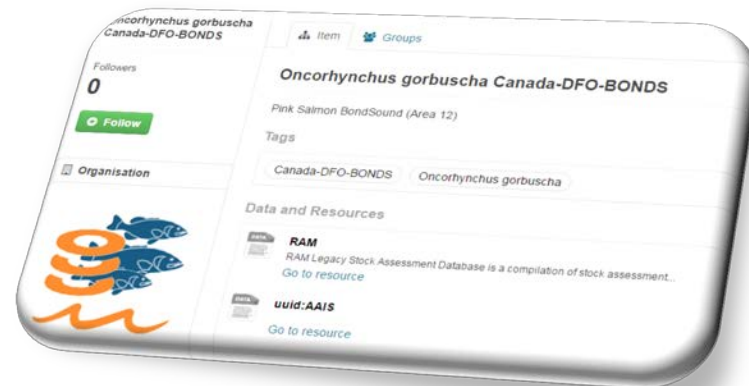 Oncorhynchus gorbuscha
Canada-DFO-BONDS
Followers
0
Follow
Organisation
Item
Groups
Oncorhynchus gorbuscha Canada-DFO-BONDS
Pink Salmon BondSound (Area 12)
Tags
Canada-DFO-BONDS
Oncorhynchus gorbuscha
Data and Resources
DATA
RAM
RAM Legacy Stock Assessment Database is a compilation of stock assessment...
Go to resource
DATA
uuid:AAIS
Go to resource